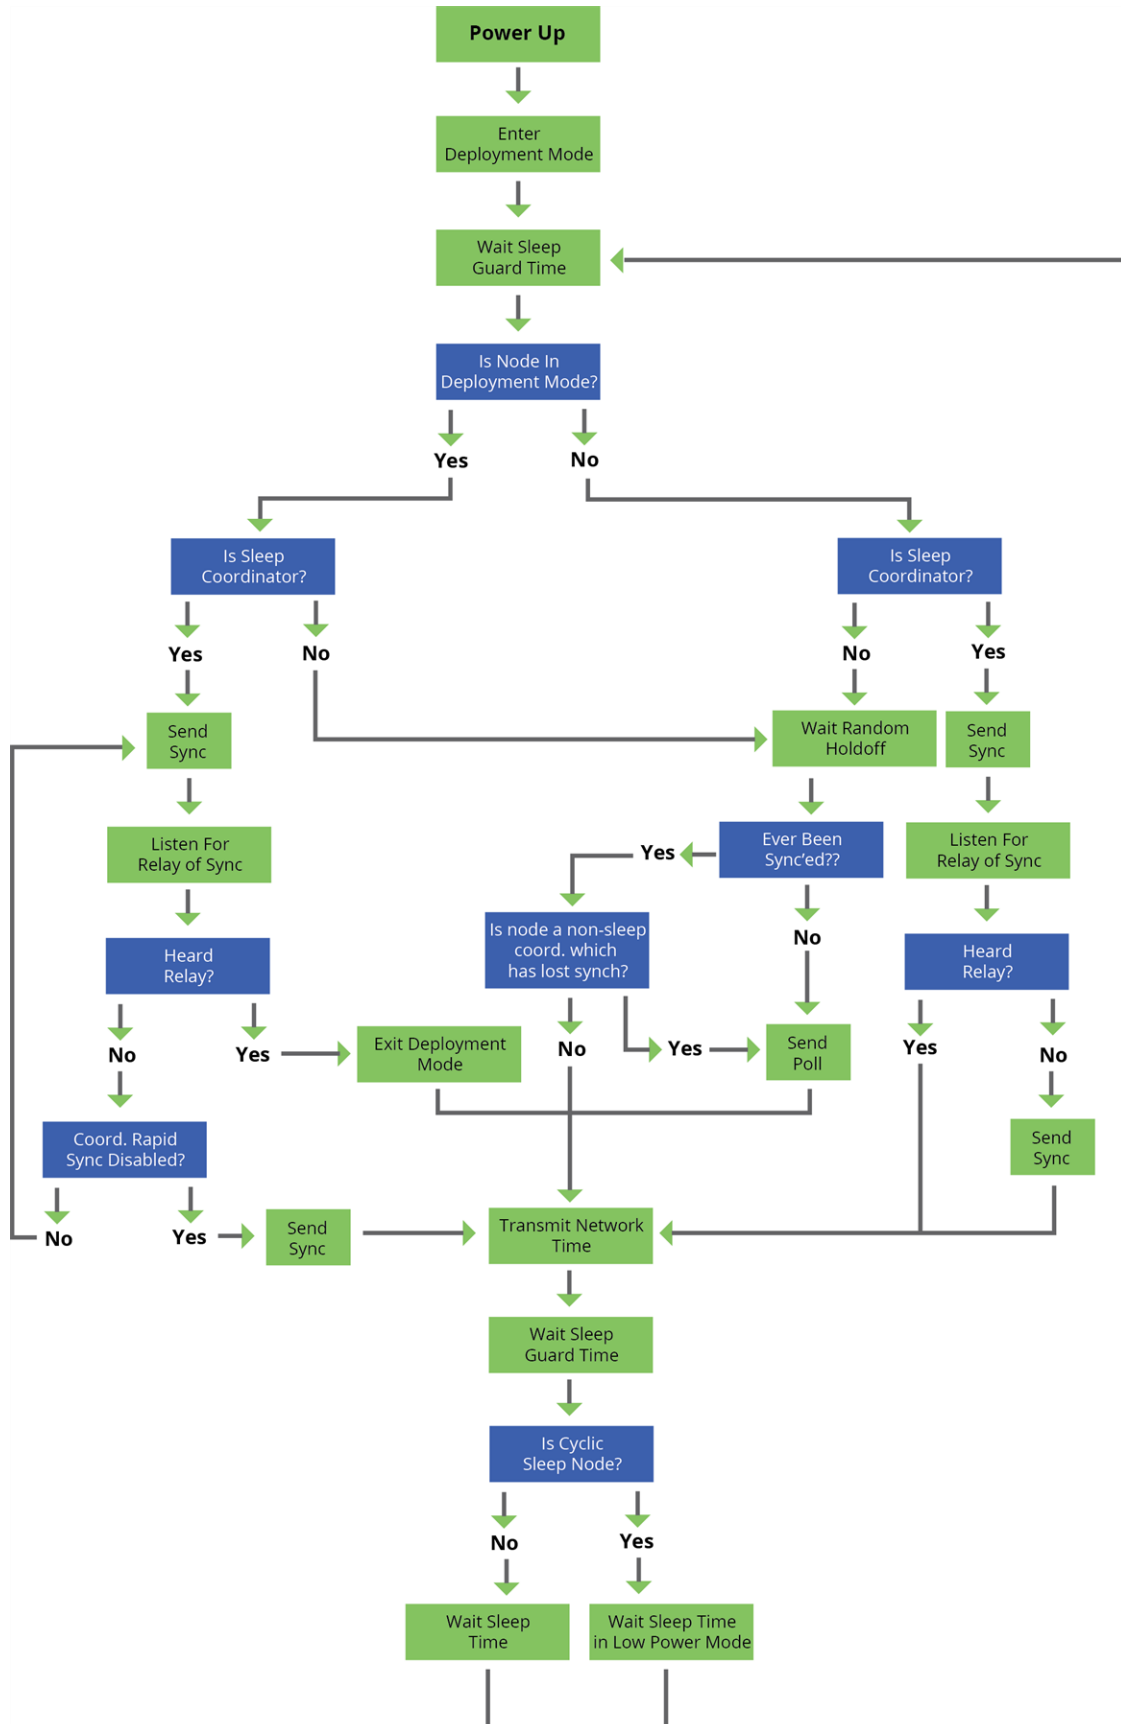 Power Up
Enter
Deployment Mode
Wait Sleep
Guard Time
Is Node In
Deployment Mode?
Yes
No
Is Sleep
Coordinator?
Is Sleep
Coordinator?
Yes
No
No
Yes
Send
Sync
Wait Random
Holdoff
Send
Sync
Listen For
Relay of Sync
Yes
Ever Been
Sync'ed??
Listen For
Relay of Sync
Heard
Relay?
Is node a non-sleep
coord. which
has lost synch?
No
Heard
Relay?
No
Yes
Exit Deployment
Mode
No
Yes
Send
Poll
Yes
No
Coord. Rapid
Sync Disabled?
Send
Sync
No
Yes
Send
Sync
Transmit Network
Time
Wait Sleep
Guard Time
Is Cyclic
Sleep Node?
No
Yes
Wait Sleep
Time
Wait Sleep Time
in Low Power Mode